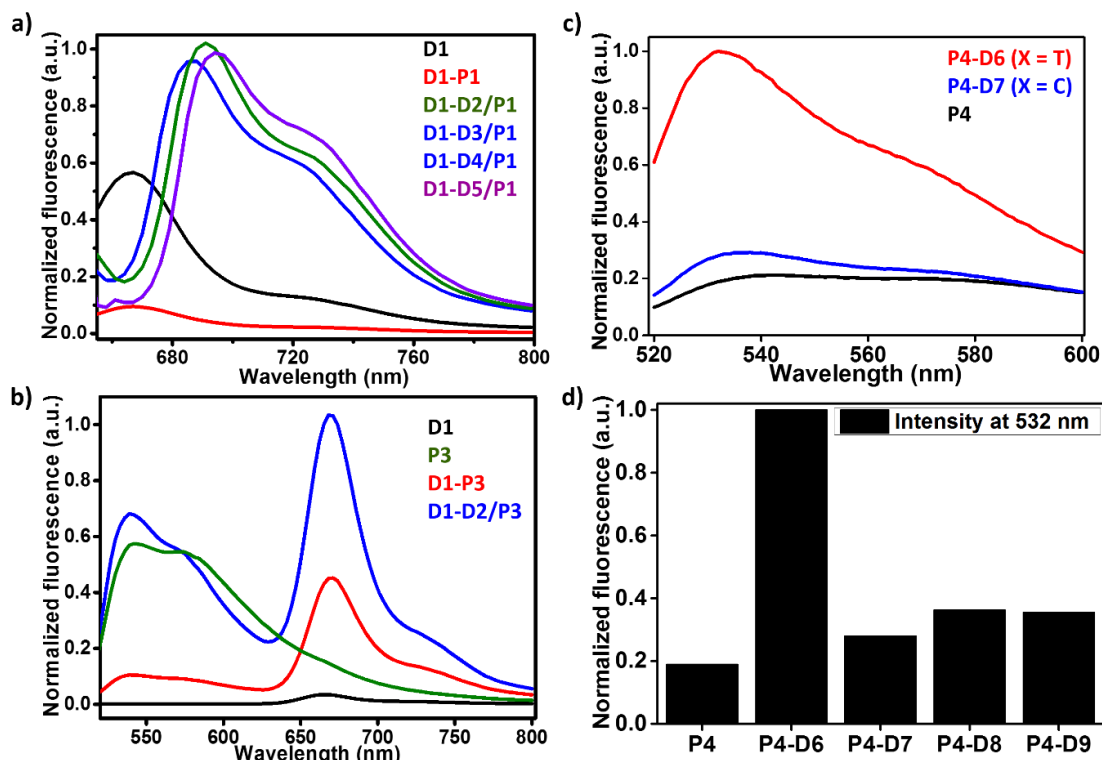 a)
Normalized fluorescence (a.u.)
1.0
0.8
0.6
0.4
0.2
0.0
D1
D1-P1
D1-D2/P1
D1-D3/P1
D1-D4/P1
D1-D5/P1
680 720 760 800
Wavelength (nm)
c)
Normalized fluorescence (a.u.)
1.0
0.8
0.6
0.4
0.2
0.0
P4-D6 (X = T)
P4-D7 (X = C)
P4
520 540 560 580 600
Wavelength (nm)
b)
Normalized fluorescence (a.u.)
1.0
0.8
0.6
0.4
0.2
0.0
D1
P3
D1-P3
D1-D2/P3
550 600 650 700 750 800
Wavelength (nm)
d)
Normalized fluorescence (a.u.)
1.0
0.8
0.6
0.4
0.2
0.0
Intensity at 532 nm
P4 P4-D6 P4-D7 P4-D8 P4-D9